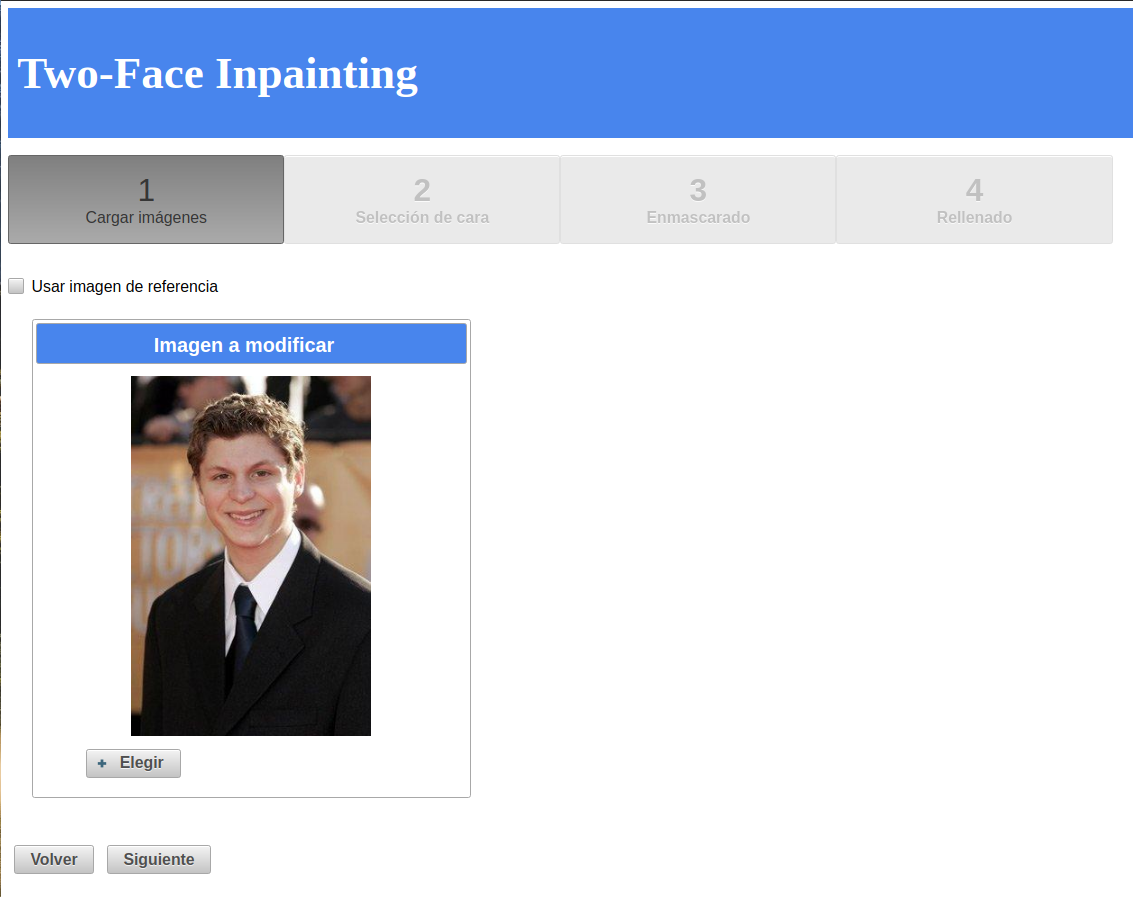 Two-Face Inpainting
1
Cargar imágenes
2
Selección de cara
3
Enmascarado
4
Rellenado
Usar imagen de referencia
Imagen a modificar
Elegir
Volver
Siguiente